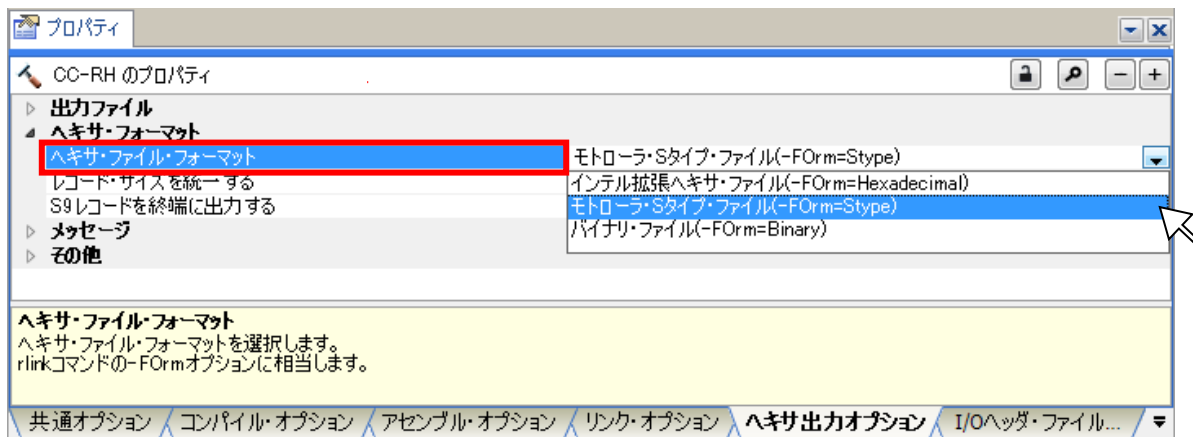 プロパティ
CC-RH のプロパティ
出力ファイル
ヘキサ・フォーマット
ヘキサ・ファイル・フォーマット モトローラ・Sタイプ・ファイル(-FOrm=Stype)
レコード・サイズを統一する インテル拡張ヘキサ・ファイル(-FOrm=Hexadecimal)
S9レコードを終端に出力する モトローラ・Sタイプ・ファイル(-FOrm=Stype)
メッセージ バイナリ・ファイル(-FOrm=Binary)
その他
ヘキサ・ファイル・フォーマット
ヘキサ・ファイル・フォーマットを選択します。
rlinkコマンドの-FOrmオプションに相当します。
共通オプション コンパイル・オプション アセンブル・オプション リンク・オプション ヘキサ出力オプション I/Oヘッダ・ファイル...